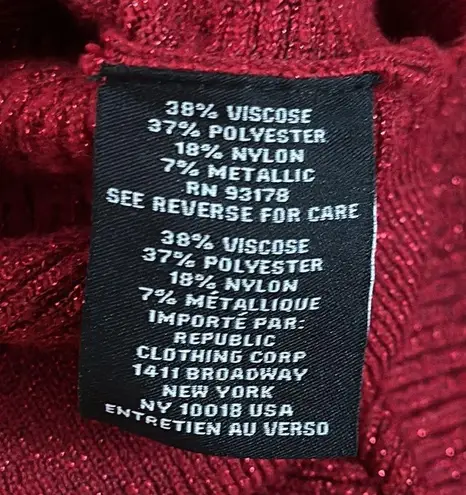 38% VISCOSE
37% POLYESTER
18% NYLON
7% METALLIC
RN 93178
SEE REVERSE FOR CARE
38% VISCOSE
37% POLYESTER
18% NYLON
7% MÉTALLIQUE
IMPORTÉ PAR:
REPUBLIC
CLOTHING CORP
1411 BROADWAY
NEW YORK
NY 10018 USA
ENTRETIEN AU VERSO